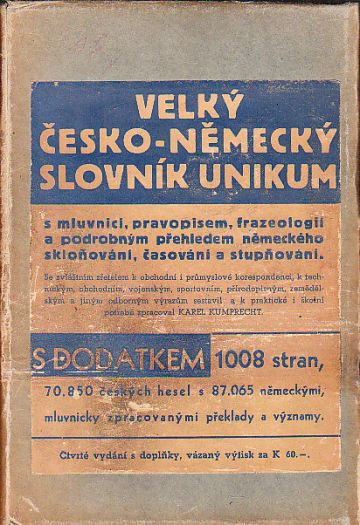 VELKÝ
ČESKO-NĚMECKÝ
SLOVNÍK UNIKUM
s mluvnicí, pravopisem, frazeologií
a podrobným přehledem německého
skloňování, časování a stupňování.
Se zvláštním zřetelem k obchodní i průmyslové korespondenci, k tech-
nickým, obchodním, vojenským, sportovním, přírodopisným, zeměděl-
ským a jiným odborným výrazům sestavil a k praktické i školní
potřebě zpracoval KAREL KUMPRECHT.
S DODATKEM 1008 stran,
70.850 českých hesel s 87.065 německými,
mluvnicky zpracovanými překlady a významy.
Čtvrté vydání s doplňky, vázaný výtisk za K 60.-.